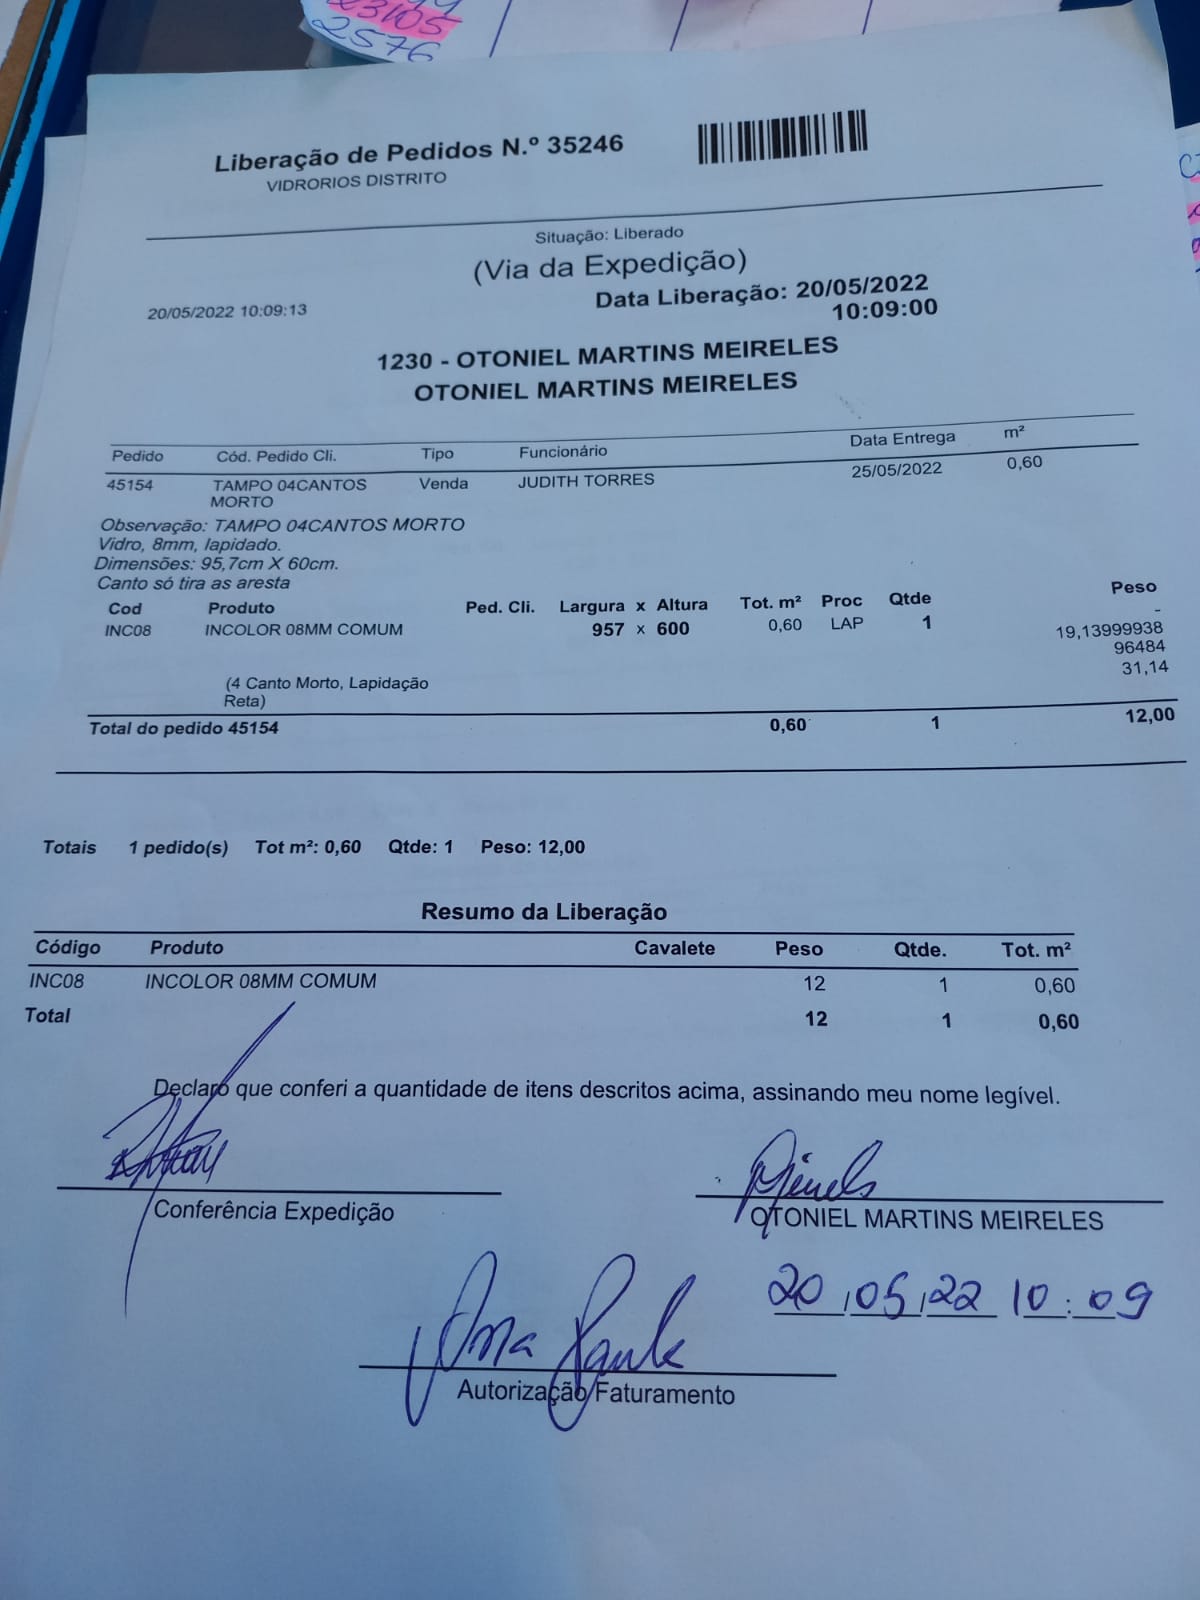 23105
2576
Liberação de Pedidos N.º 35246
VIDRORIOS DISTRITO
Situação: Liberado
(Via da Expedição)
20/05/2022 10:09:13
Data Liberação: 20/05/2022
10:09:00
1230 - OTONIEL MARTINS MEIRELES
OTONIEL MARTINS MEIRELES
Pedido Cód. Pedido Cli. Tipo Funcionário Data Entrega m²
45154 TAMPO 04CANTOS Venda JUDITH TORRES 25/05/2022 0,60
MORTO
Observação: TAMPO 04CANTOS MORTO
Vidro, 8mm, lapidado.
Dimensões: 95,7cm X 60cm.
Canto só tira as aresta
Cod Produto Ped. Cli. Largura x Altura Tot. m² Proc Qtde Peso
INC08 INCOLOR 08MM COMUM 957 x 600 0,60 LAP 1 -
19,13999938
96484
31,14
(4 Canto Morto, Lapidação
Reta)
Total do pedido 45154 0,60 1 12,00
Totais 1 pedido(s) Tot m²: 0,60 Qtde: 1 Peso: 12,00
Resumo da Liberação
Código Produto Cavalete Peso Qtde. Tot. m²
INC08 INCOLOR 08MM COMUM 12 1 0,60
Total 12 1 0,60
Declaro que conferi a quantidade de itens descritos acima, assinando meu nome legível.
Conferência Expedição
OTONIEL MARTINS MEIRELES
20/05/22 10:09
Ana Paula
Autorização Faturamento